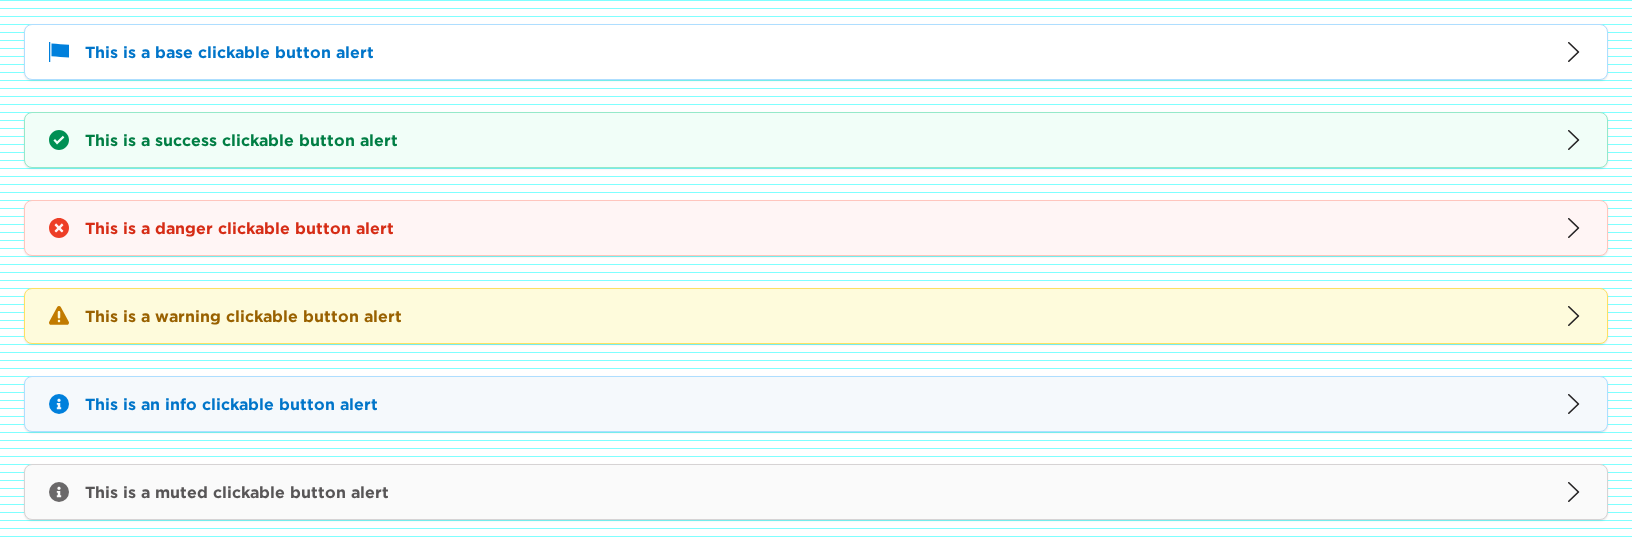 This is a base clickable button alert
This is a success clickable button alert
This is a danger clickable button alert
This is a warning clickable button alert
This is an info clickable button alert
This is a muted clickable button alert